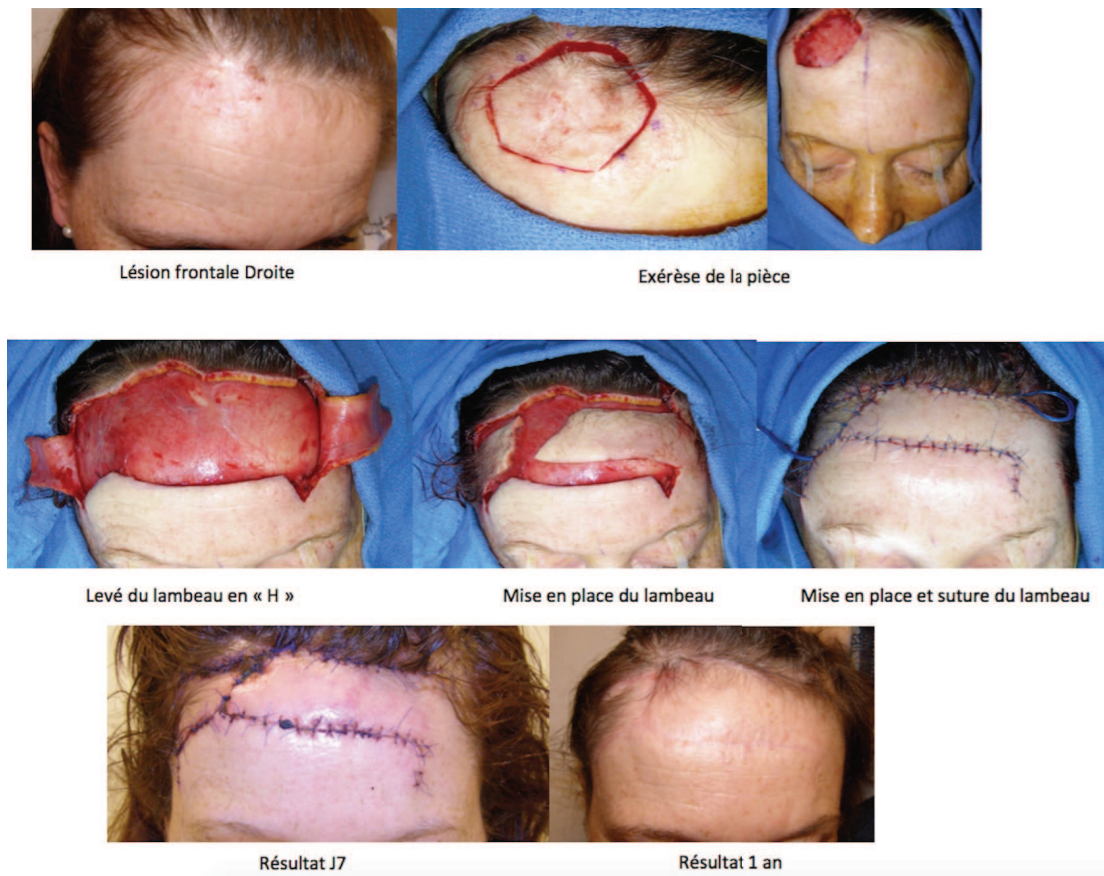 Lésion frontale Droite
Exérèse de la pièce
Levé du lambeau en « H »
Mise en place du lambeau
Mise en place et suture du lambeau
Résultat J7
Résultat 1 an